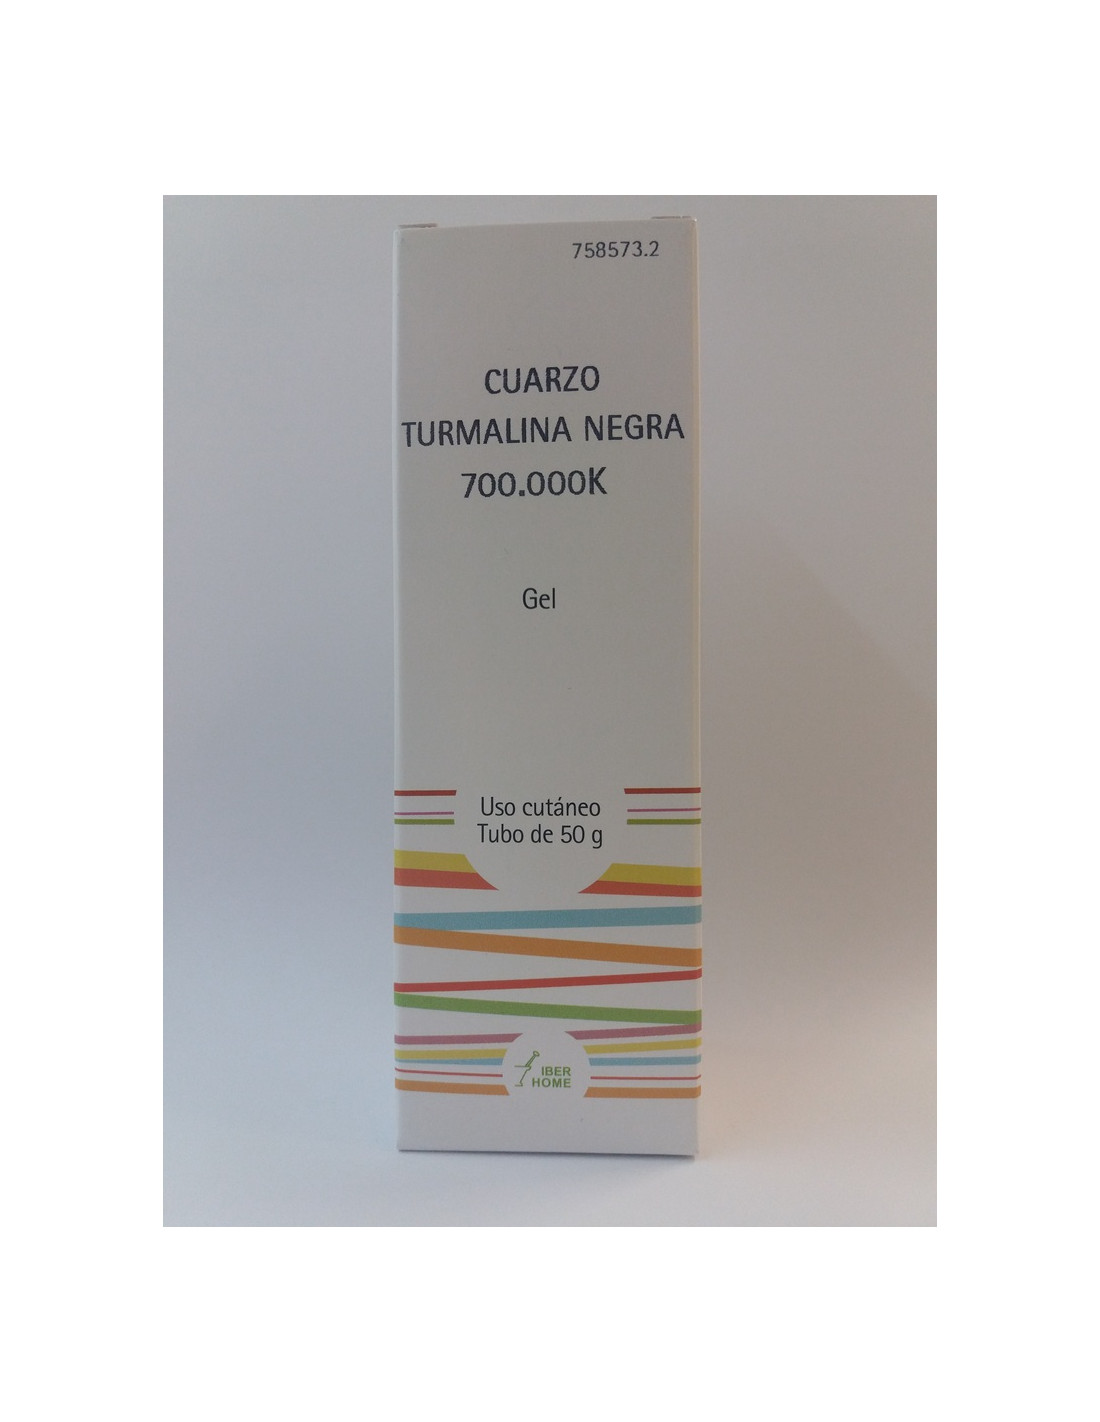 758573.2
CUARZO
TURMALINA NEGRA
700.000K
Gel
Uso cutáneo
Tubo de 50 g
IBER
HOME